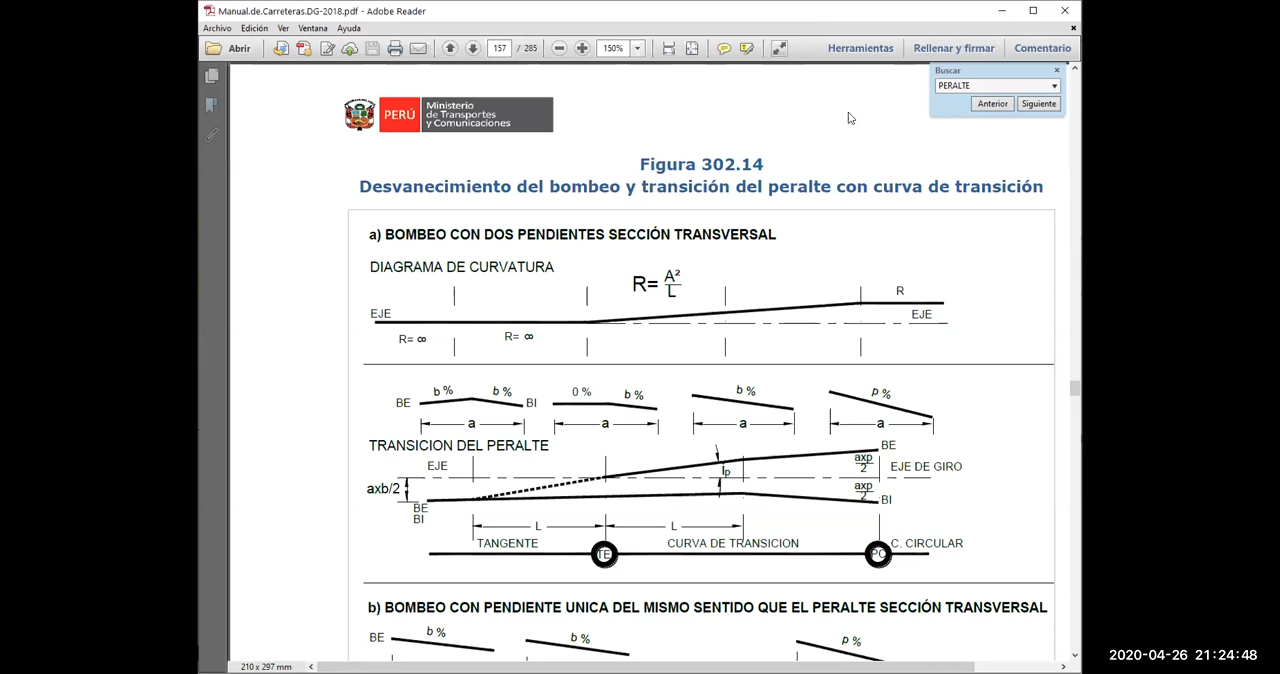 Manual.de.Carreteras.DG-2018.pdf - Adobe Reader
Archivo Edición Ver Ventana Ayuda
Abrir 157 / 285 150% Herramientas Rellenar y firmar Comentario
Buscar
PERALTE
Anterior Siguiente
PERÚ
Ministerio
de Transportes
y Comunicaciones
Figura 302.14
Desvanecimiento del bombeo y transición del peralte con curva de transición
a) BOMBEO CON DOS PENDIENTES SECCIÓN TRANSVERSAL
DIAGRAMA DE CURVATURA
R= A²/L
R
EJE
EJE
R= ∞ R= ∞
b % b % 0 % b % b % p %
BE BI
a a a a
TRANSICION DEL PERALTE
BE
EJE
axp/2
EJE DE GIRO
Ip
axb/2
axp/2
BI
BE
BI
L L
TANGENTE CURVA DE TRANSICION C. CIRCULAR
TE PC
b) BOMBEO CON PENDIENTE UNICA DEL MISMO SENTIDO QUE EL PERALTE SECCIÓN TRANSVERSAL
BE b % b % p %
210 x 297 mm
2020-04-26 21:24:48